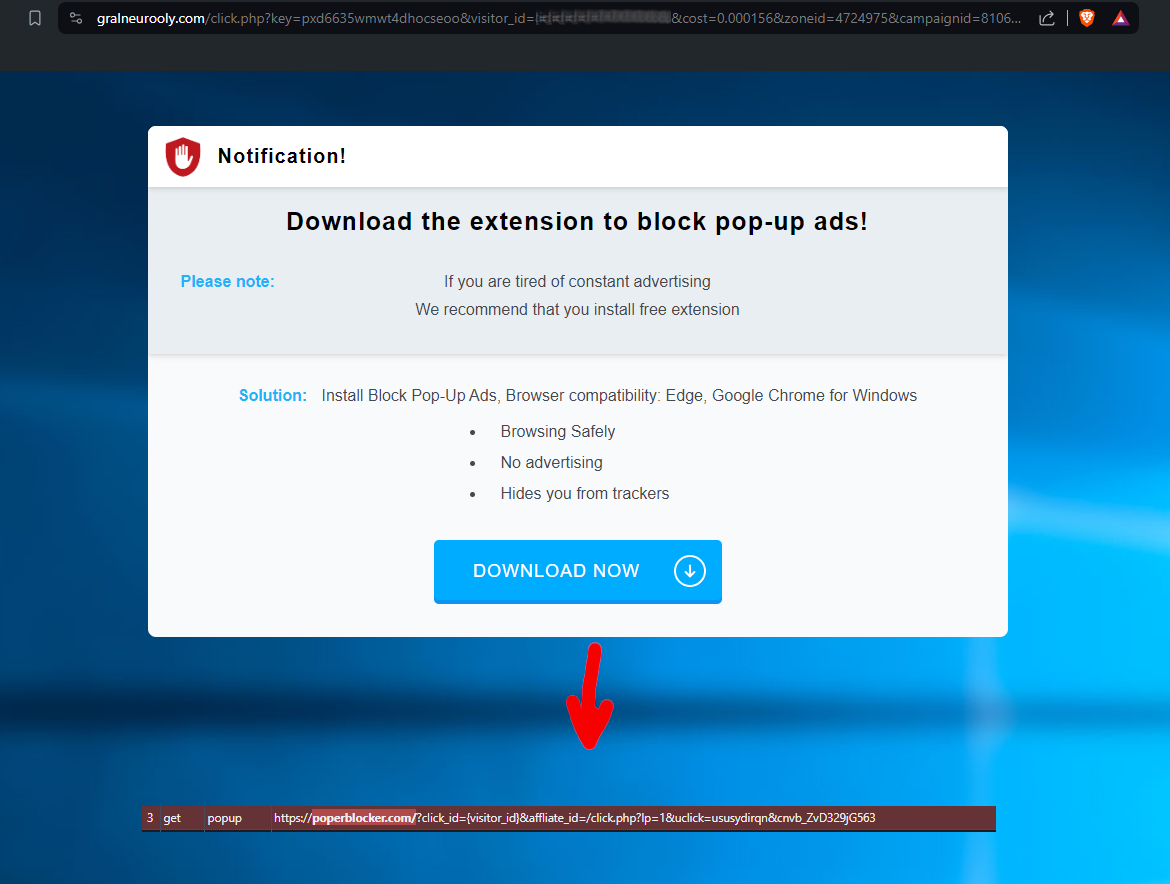 gralneurooly.com/click.php?key=pxd6635wmwt4dhocseoo&visitor_id= &cost=0.000156&zoneid=4724975&campaignid=8106...
Notification!
Download the extension to block pop-up ads!
Please note: If you are tired of constant advertising
We recommend that you install free extension
Solution: Install Block Pop-Up Ads, Browser compatibility: Edge, Google Chrome for Windows
• Browsing Safely
• No advertising
• Hides you from trackers
DOWNLOAD NOW
3 get popup https://poperblocker.com/?click_id={visitor_id}&affliate_id=/click.php?lp=1&uclick=ususydirqn&cnvb_ZvD329jG563